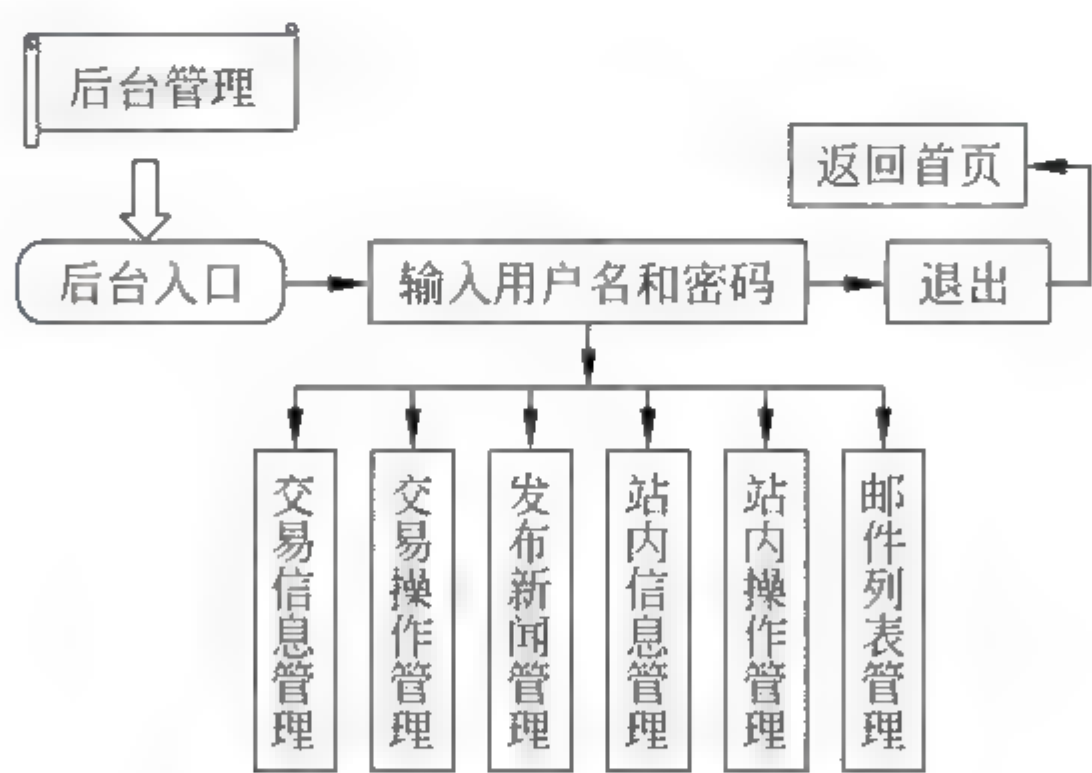 后台管理
返回首页
后台入口
输入用户名和密码
退出
交易信息管理
交易操作管理
发布新闻管理
站内信息管理
站内操作管理
邮件列表管理